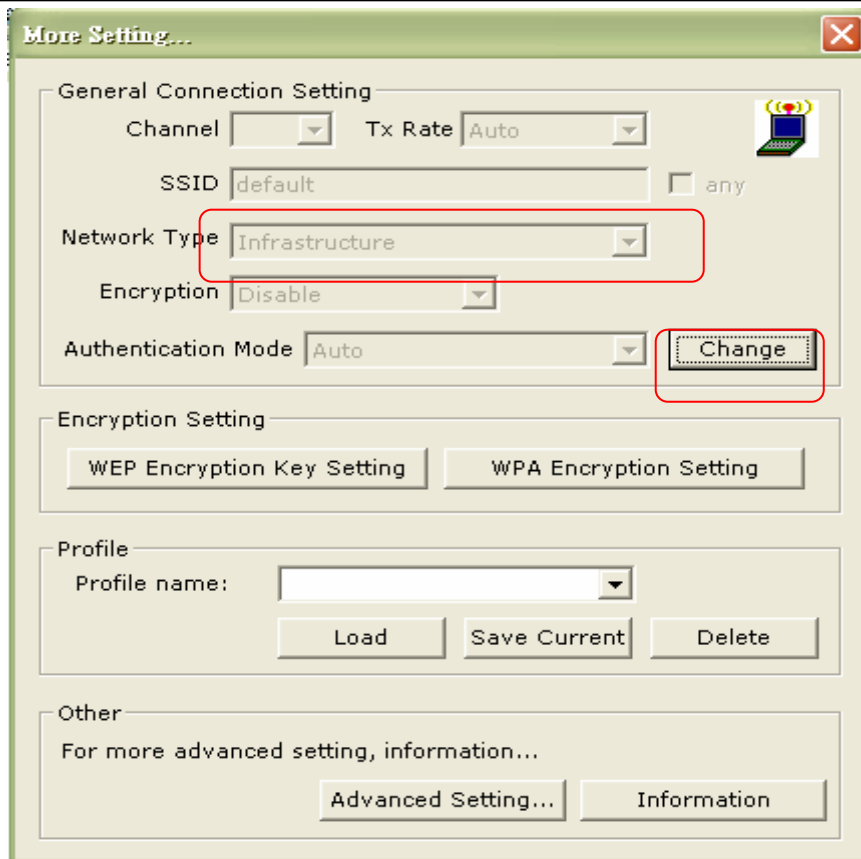 More Setting...
General Connection Setting
Channel Tx Rate Auto
SSID default any
Network Type Infrastructure
Encryption Disable
Authentication Mode Auto Change
Encryption Setting
WEP Encryption Key Setting WPA Encryption Setting
Profile
Profile name:
Load Save Current Delete
Other
For more advanced setting, information...
Advanced Setting... Information